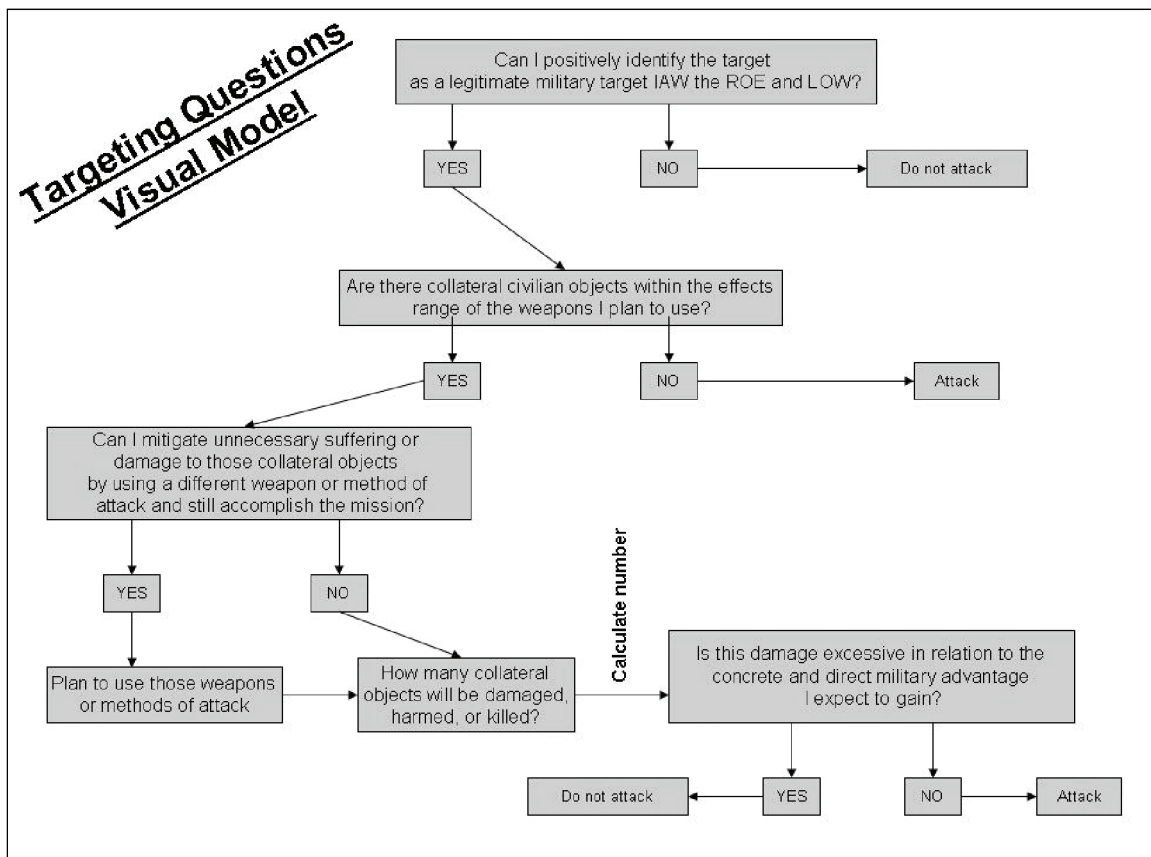 Targeting Questions
Visual Model
Can I positively identify the target
as a legitimate military target IAW the ROE and LOW?
YES
NO
Do not attack
Are there collateral civilian objects within the effects
range of the weapons I plan to use?
YES
NO
Attack
Can I mitigate unnecessary suffering or
damage to those collateral objects
by using a different weapon or method of
attack and still accomplish the mission?
YES
NO
Plan to use those weapons
or methods of attack
How many collateral
objects will be damaged,
harmed, or killed?
Calculate number
Is this damage excessive in relation to the
concrete and direct military advantage
I expect to gain?
Do not attack
YES
NO
Attack